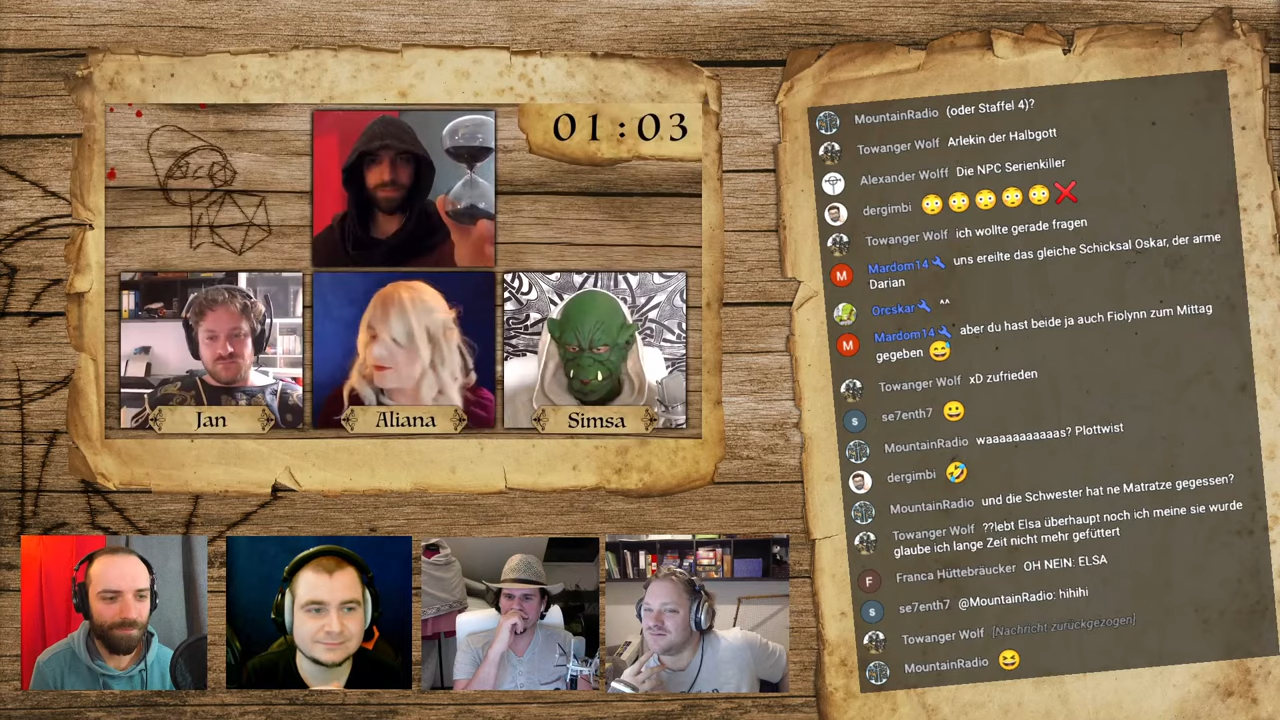 01:03
Jan
Aliana
Simsa
MountainRadio (oder Staffel 4)?
Towanger Wolf Arlekin der Halbgott
Alexander Wolff Die NPC Serienkiller
dergimbi 😳😳😳😳😳❌
Towanger Wolf ich wollte gerade fragen
M Mardom14 uns ereilte das gleiche Schicksal Oskar, der arme
Darian
Orcskar ^^
M Mardom14 aber du hast beide ja auch Fiolynn zum Mittag
gegeben 😅
Towanger Wolf xD zufrieden
s se7enth7 😀
MountainRadio waaaaaaaaaaas? Plottwist
dergimbi 🤣
MountainRadio und die Schwester hat ne Matratze gegessen?
Towanger Wolf ??lebt Elsa überhaupt noch ich meine sie wurde
glaube ich lange Zeit nicht mehr gefüttert
F Franca Hüttebräucker OH NEIN: ELSA
s se7enth7 @MountainRadio: hihihi
Towanger Wolf [Nachricht zurückgezogen]
MountainRadio 😆